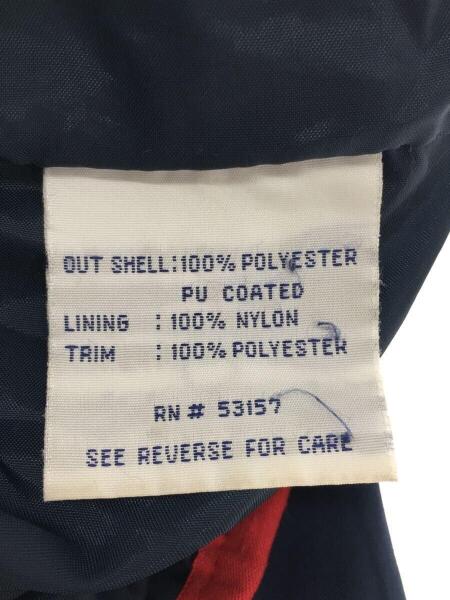 OUT SHELL:100% POLYESTER
PU COATED
LINING : 100% NYLON
TRIM : 100% POLYESTER
RN # 53157
SEE REVERSE FOR CARE